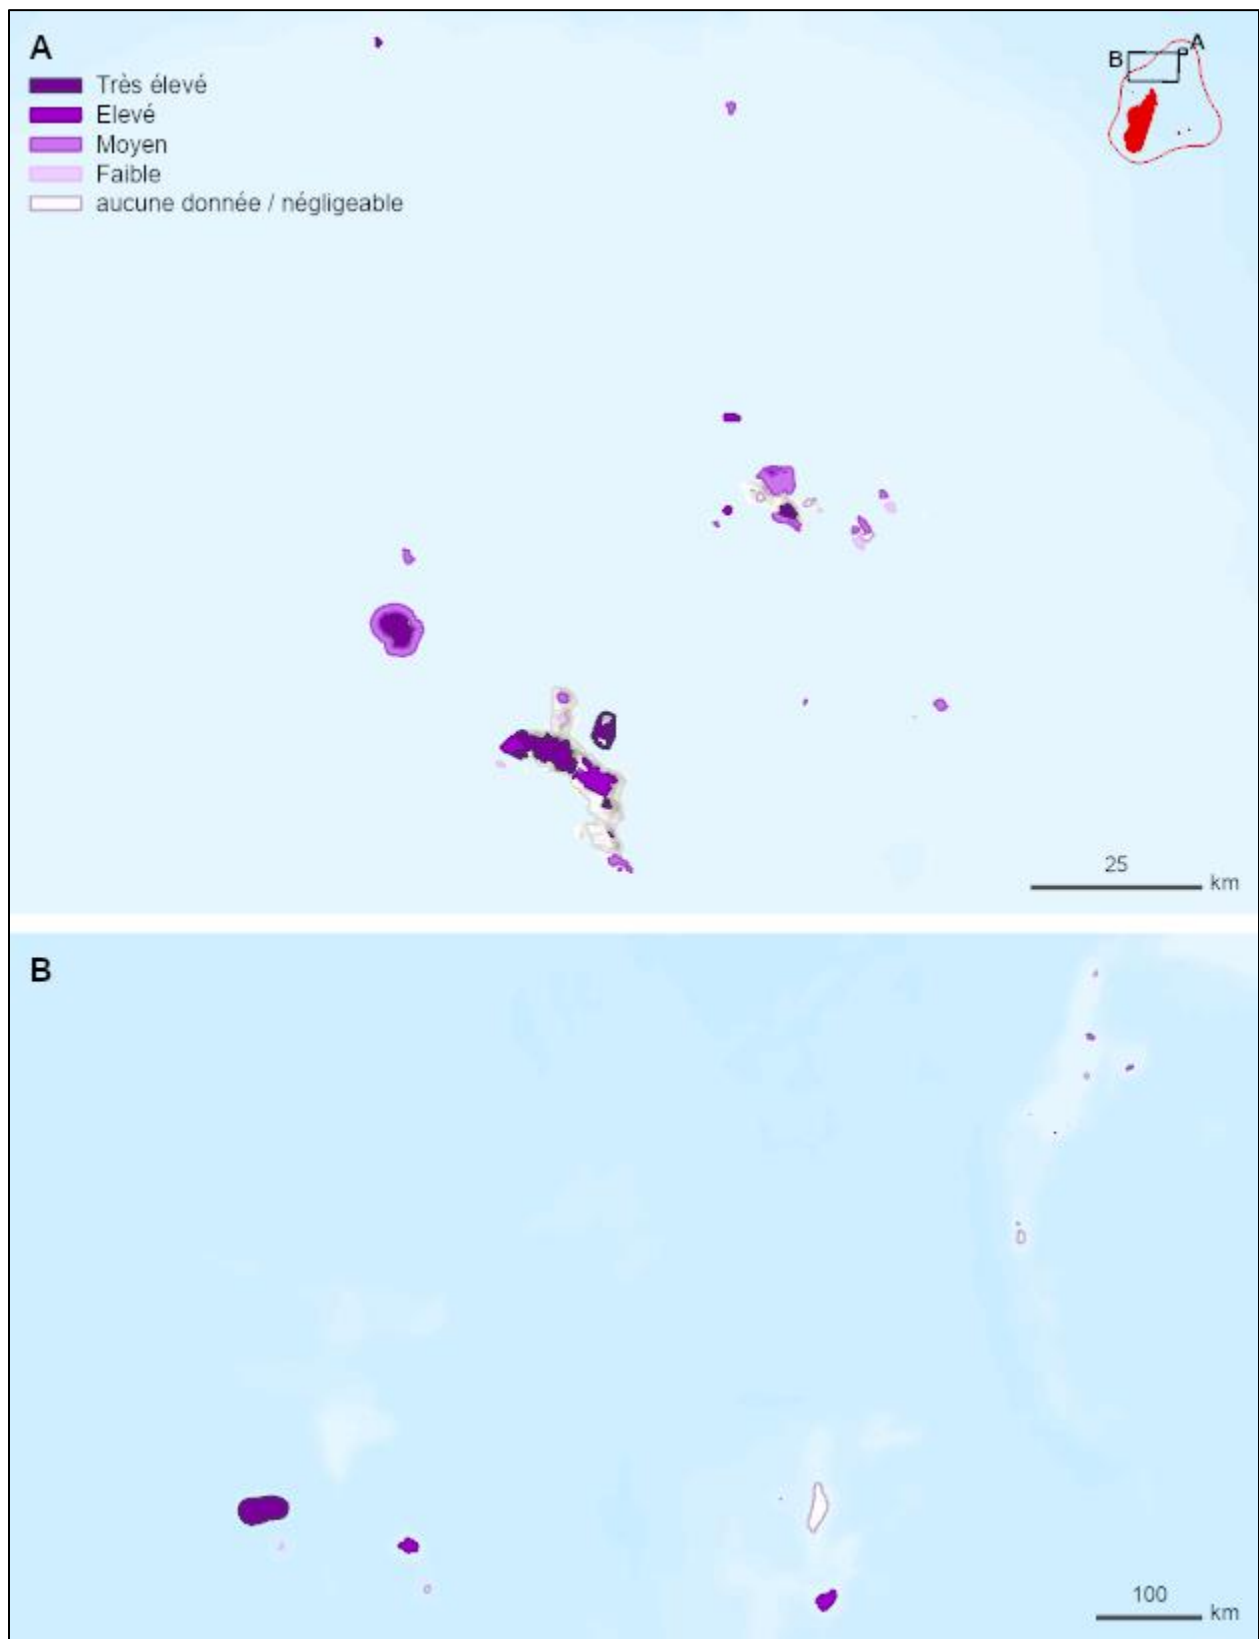 A
Très élevé
Elevé
Moyen
Faible
aucune donnée / négligeable
B
A
25
km
B
100
km